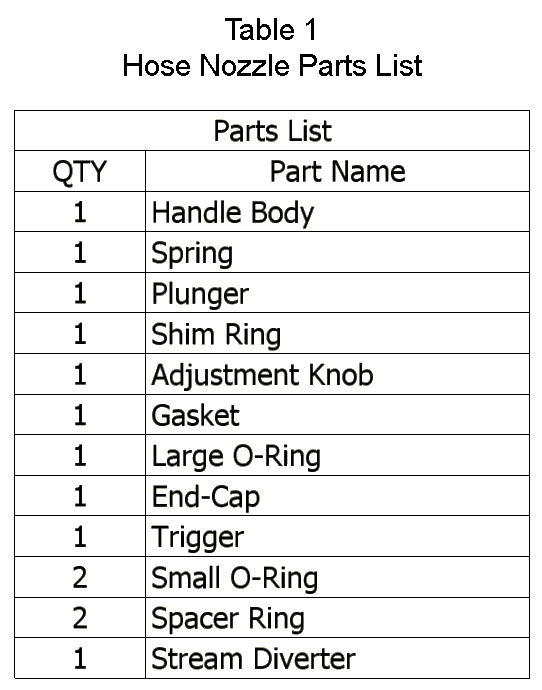 Table 1
Hose Nozzle Parts List
Parts List
QTY Part Name
1 Handle Body
1 Spring
1 Plunger
1 Shim Ring
1 Adjustment Knob
1 Gasket
1 Large O-Ring
1 End-Cap
1 Trigger
2 Small O-Ring
2 Spacer Ring
1 Stream Diverter